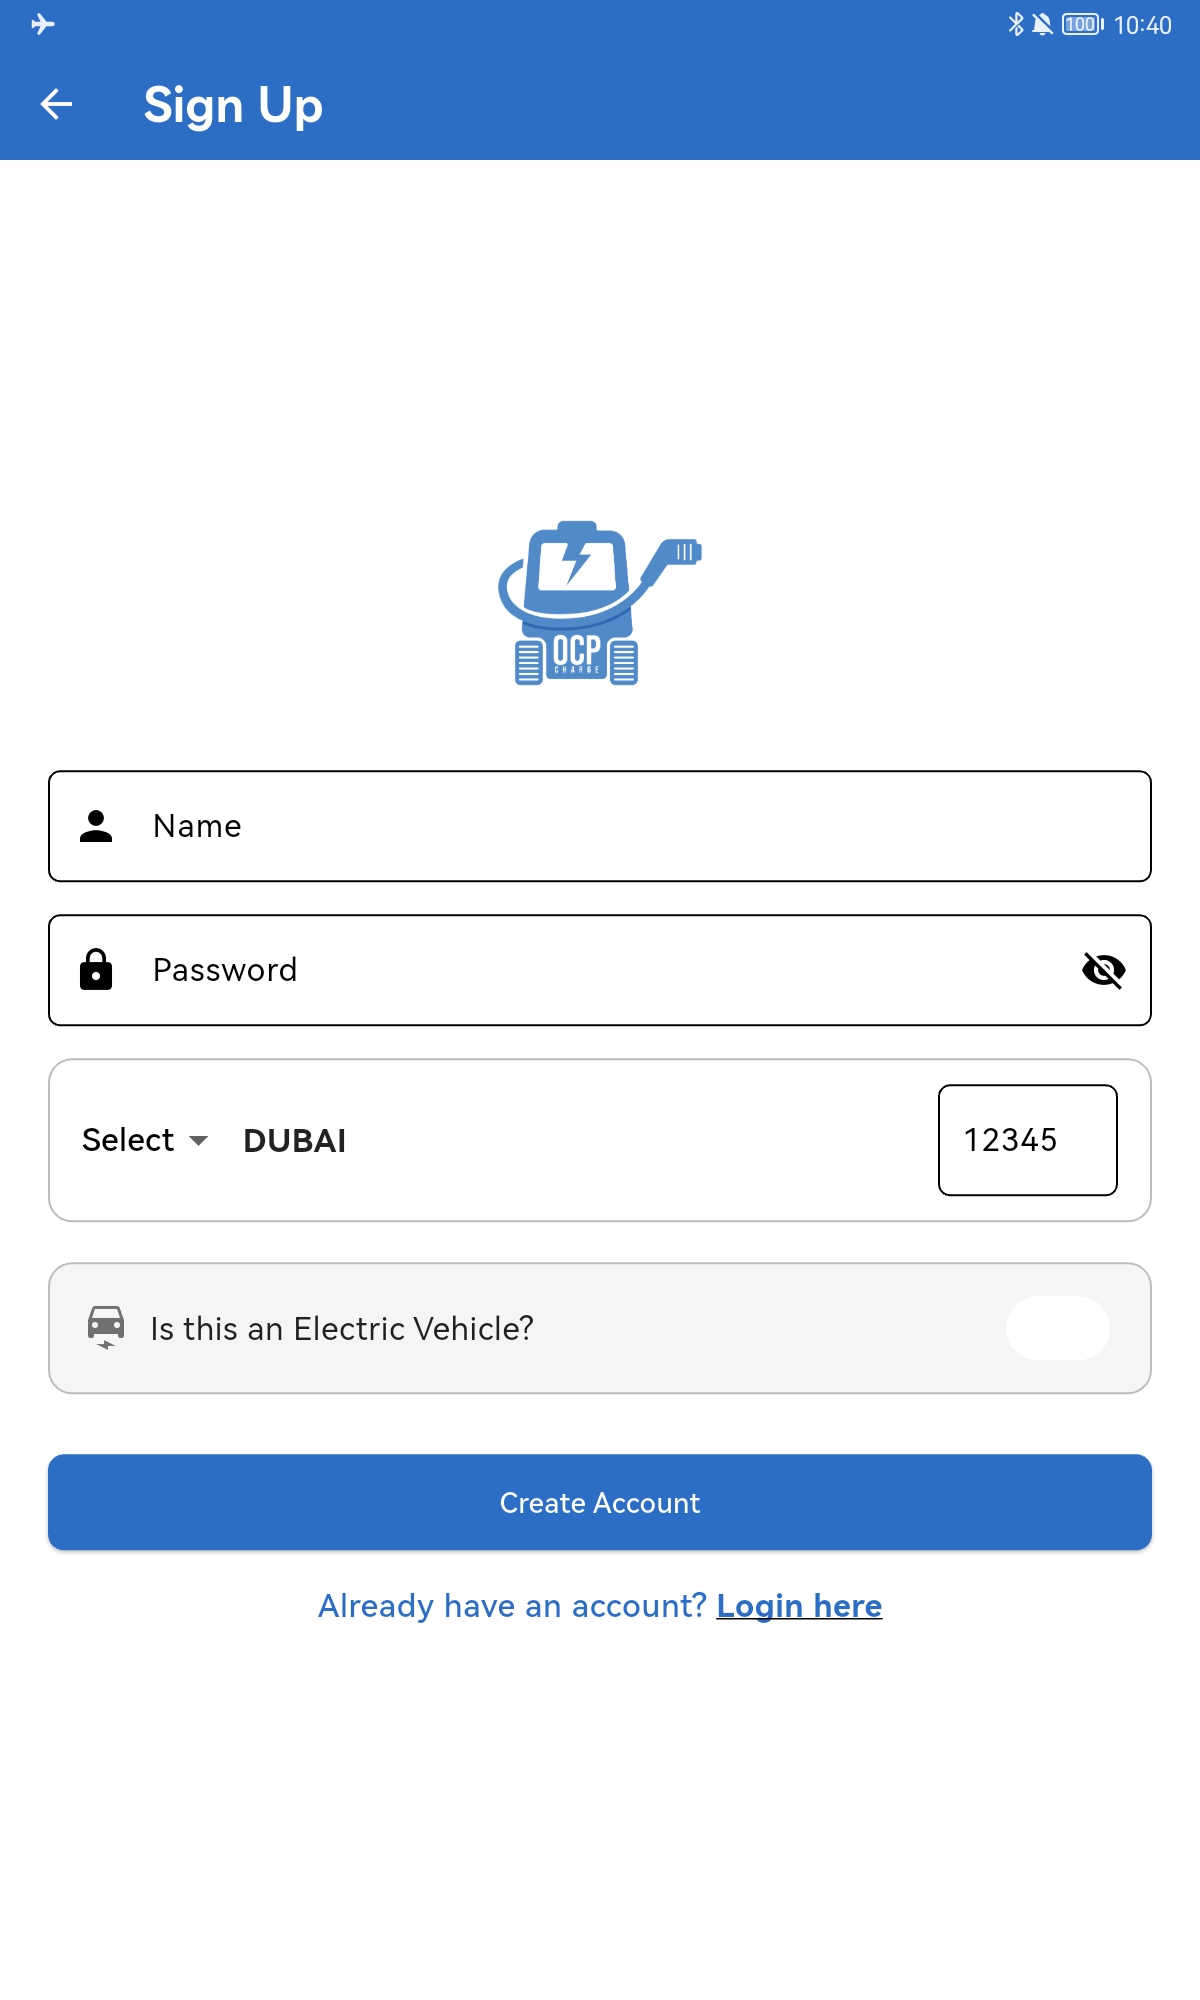 100 10:40
Sign Up
OCP
CHARGE
Name
Password
Select DUBAI 12345
Is this an Electric Vehicle?
Create Account
Already have an account? Login here